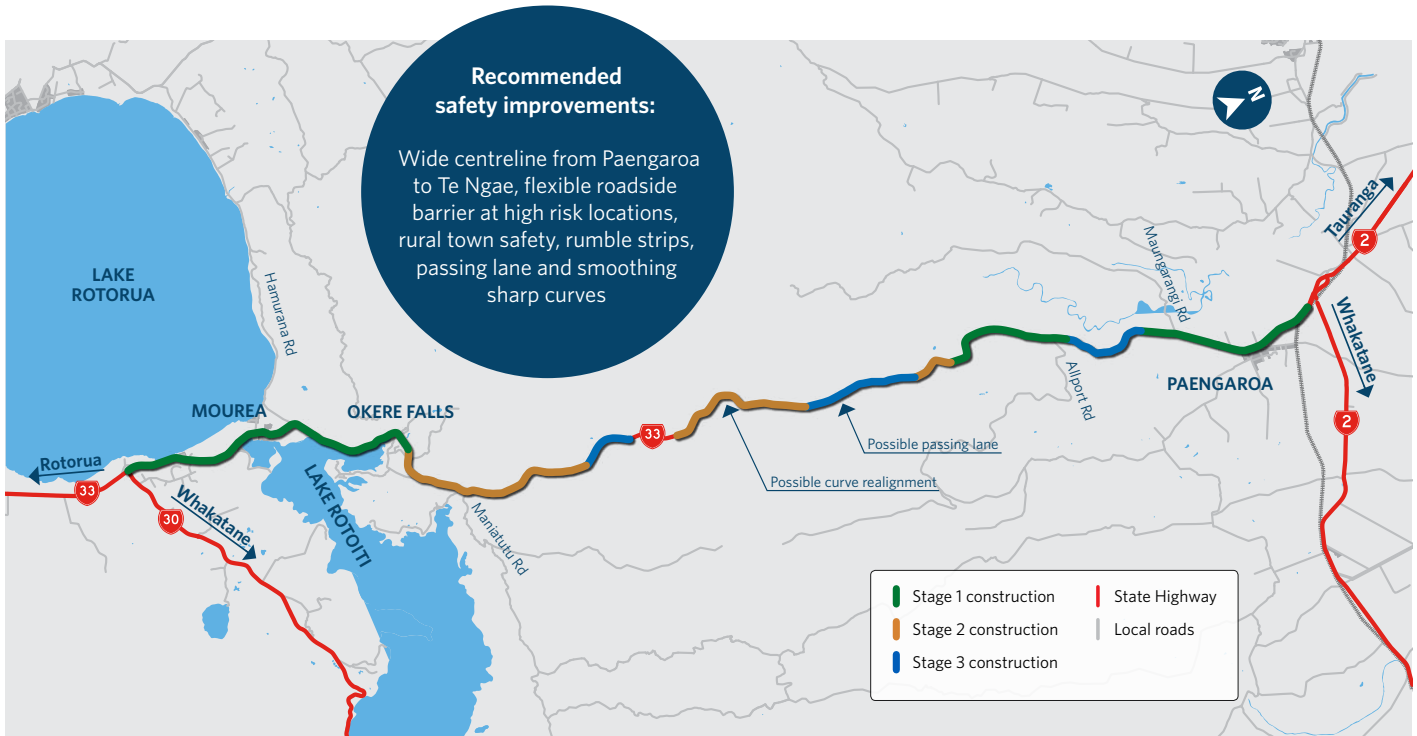 Recommended
safety improvements:
Wide centreline from Paengaroa
to Te Ngae, flexible roadside
barrier at high risk locations,
rural town safety, rumble strips,
passing lane and smoothing
sharp curves
N
Tauranga
2
Whakatane
2
LAKE
ROTORUA
Hamurana Rd
Maungarangi Rd
Allport Rd
PAENGAROA
MOUREA
OKERE FALLS
33
Possible passing lane
Possible curve realignment
Rotorua
33
Whakatane
30
LAKE ROTOITI
Maniatutu Rd
Stage 1 construction
Stage 2 construction
Stage 3 construction
State Highway
Local roads